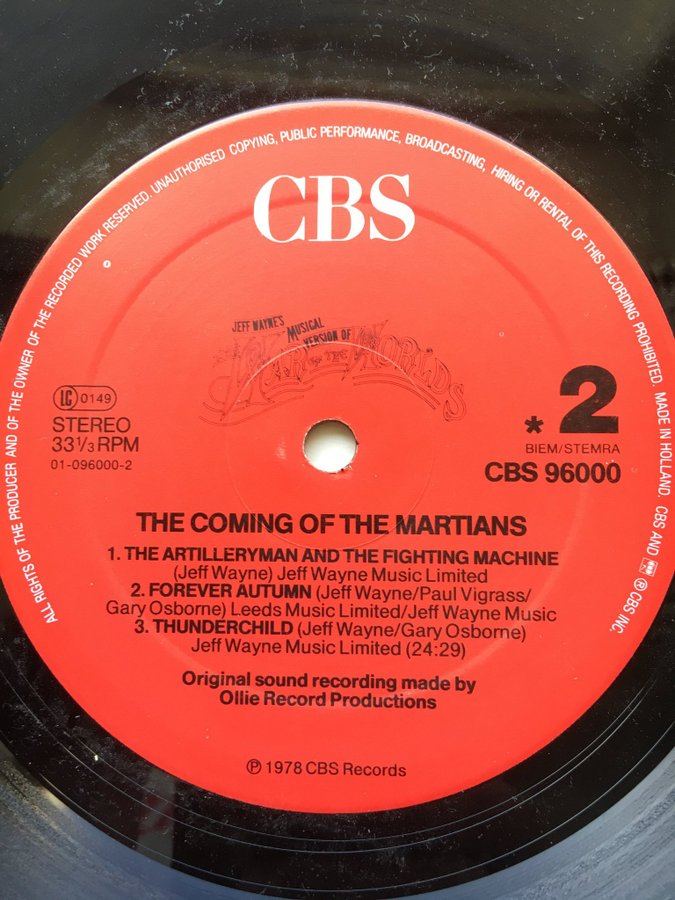 ALL RIGHTS OF THE PRODUCER AND OF THE OWNER OF THE RECORDED WORK RESERVED. UNAUTHORISED COPYING, PUBLIC PERFORMANCE, BROADCASTING, HIRING OR RENTAL OF THIS RECORDING PROHIBITED. MADE IN HOLLAND. CBS AND ℗ CBS INC.
CBS
JEFF WAYNE'S
MUSICAL
VERSION OF
THE WAR OF THE WORLDS
LC 0149
STEREO
33 1/3 RPM
01-096000-2
* 2
BIEM/STEMRA
CBS 96000
THE COMING OF THE MARTIANS
1. THE ARTILLERYMAN AND THE FIGHTING MACHINE
(Jeff Wayne) Jeff Wayne Music Limited
2. FOREVER AUTUMN (Jeff Wayne/Paul Vigrass/
Gary Osborne) Leeds Music Limited/Jeff Wayne Music
3. THUNDERCHILD (Jeff Wayne/Gary Osborne)
Jeff Wayne Music Limited (24:29)
Original sound recording made by
Ollie Record Productions
℗ 1978 CBS Records